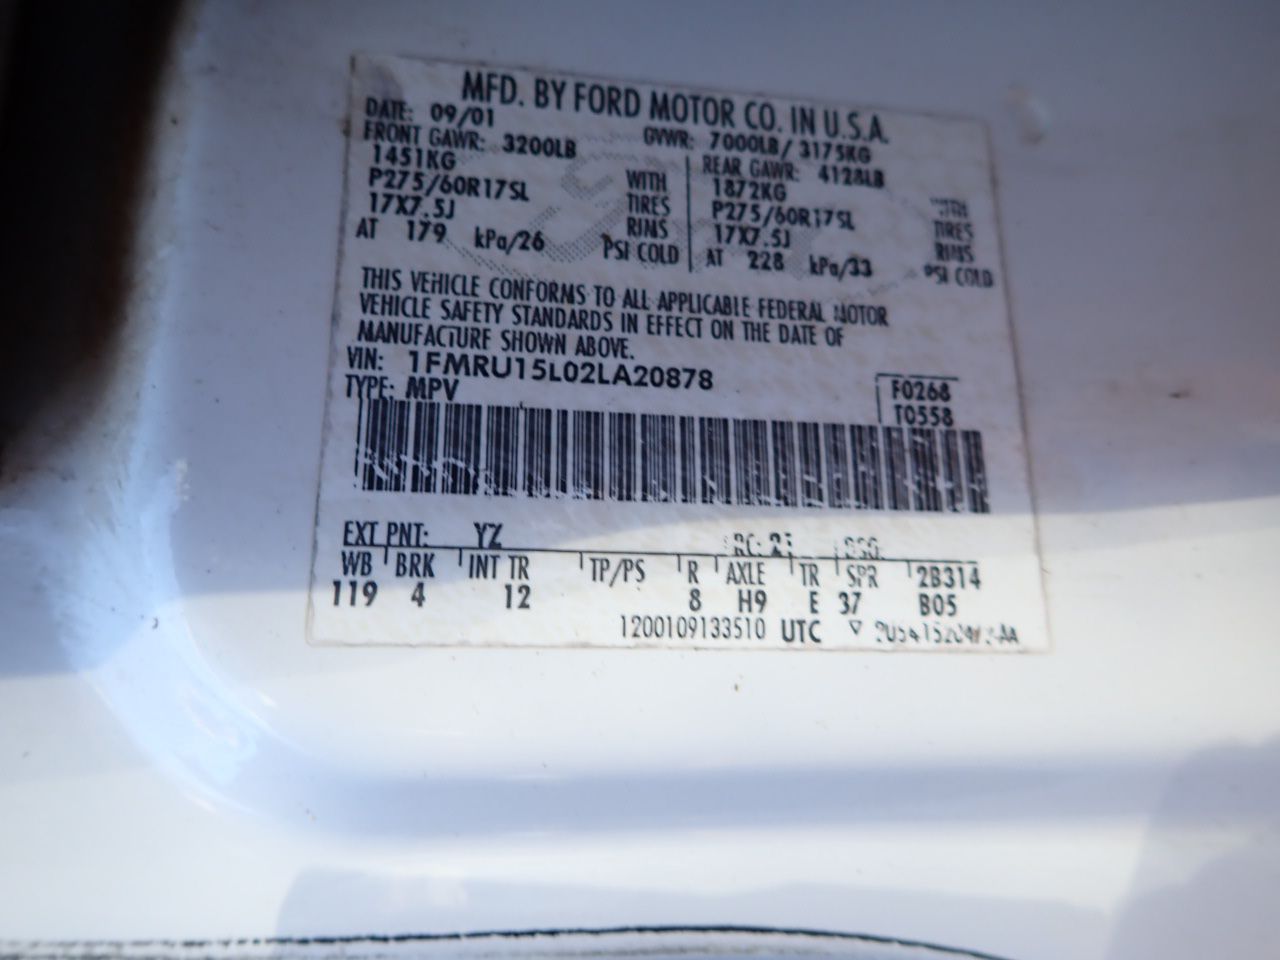 MFD. BY FORD MOTOR CO. IN U.S.A.
DATE: 09/01 GVWR: 7000LB/ 3175KG
FRONT GAWR: 3200LB REAR GAWR: 4128LB
1451KG WITH 1872KG WITH
P275/60R17SL TIRES P275/60R17SL TIRES
17X7.5J RIMS 17X7.5J RIMS
AT 179 kPa/26 PSI COLD AT 228 kPa/33 PSI COLD
THIS VEHICLE CONFORMS TO ALL APPLICABLE FEDERAL MOTOR
VEHICLE SAFETY STANDARDS IN EFFECT ON THE DATE OF
MANUFACTURE SHOWN ABOVE.
VIN: 1FMRU15L02LA20878 F0268
TYPE: MPV T0558
EXT PNT: YZ RC: DSO:
WB BRK INT TR TP/PS R AXLE TR SPR 2B314
119 4 12 8 H9 E 37 B05
1200109133510 UTC ▽